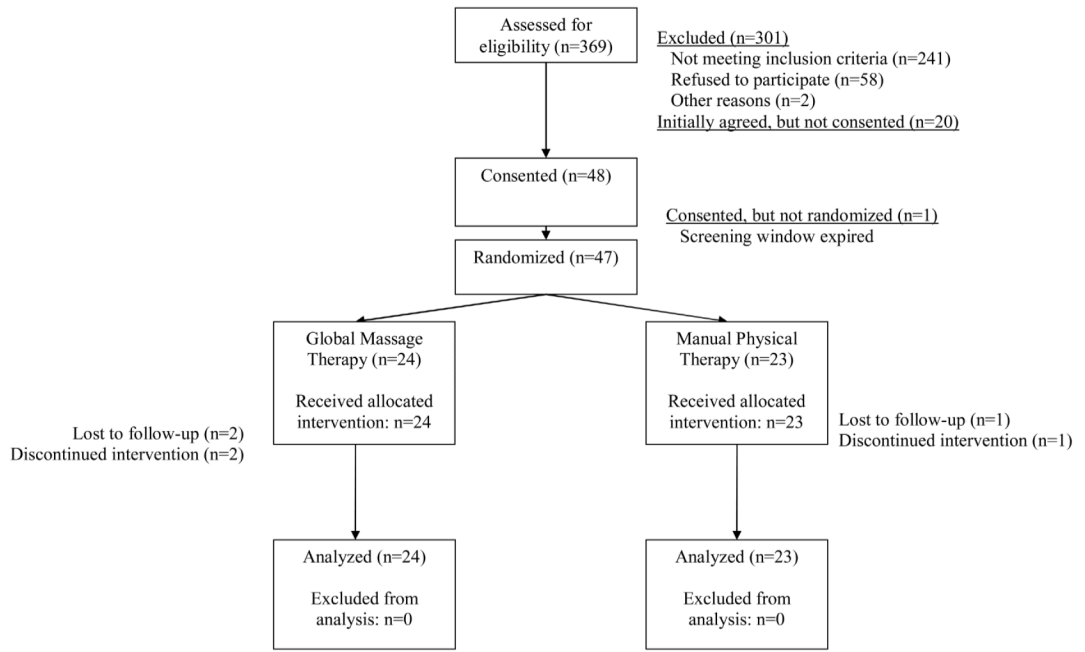 Assessed for
eligibility (n=369)
Excluded (n=301)
Not meeting inclusion criteria (n=241)
Refused to participate (n=58)
Other reasons (n=2)
Initially agreed, but not consented (n=20)
Consented (n=48)
Consented, but not randomized (n=1)
Screening window expired
Randomized (n=47)
Global Massage
Therapy (n=24)
Received allocated
intervention: n=24
Manual Physical
Therapy (n=23)
Received allocated
intervention: n=23
Lost to follow-up (n=2)
Discontinued intervention (n=2)
Lost to follow-up (n=1)
Discontinued intervention (n=1)
Analyzed (n=24)
Excluded from
analysis: n=0
Analyzed (n=23)
Excluded from
analysis: n=0